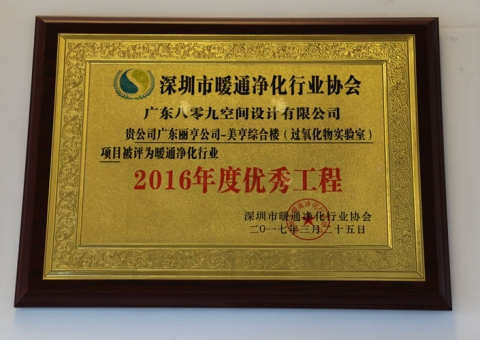 深圳市暖通净化行业协会
广东八零九空间设计有限公司
贵公司广东丽亨公司-美亨综合楼（过氧化物实验室）
项目被评为暖通净化行业
2016年度优秀工程
深圳市暖通净化行业协会
二〇一七年三月二十五日